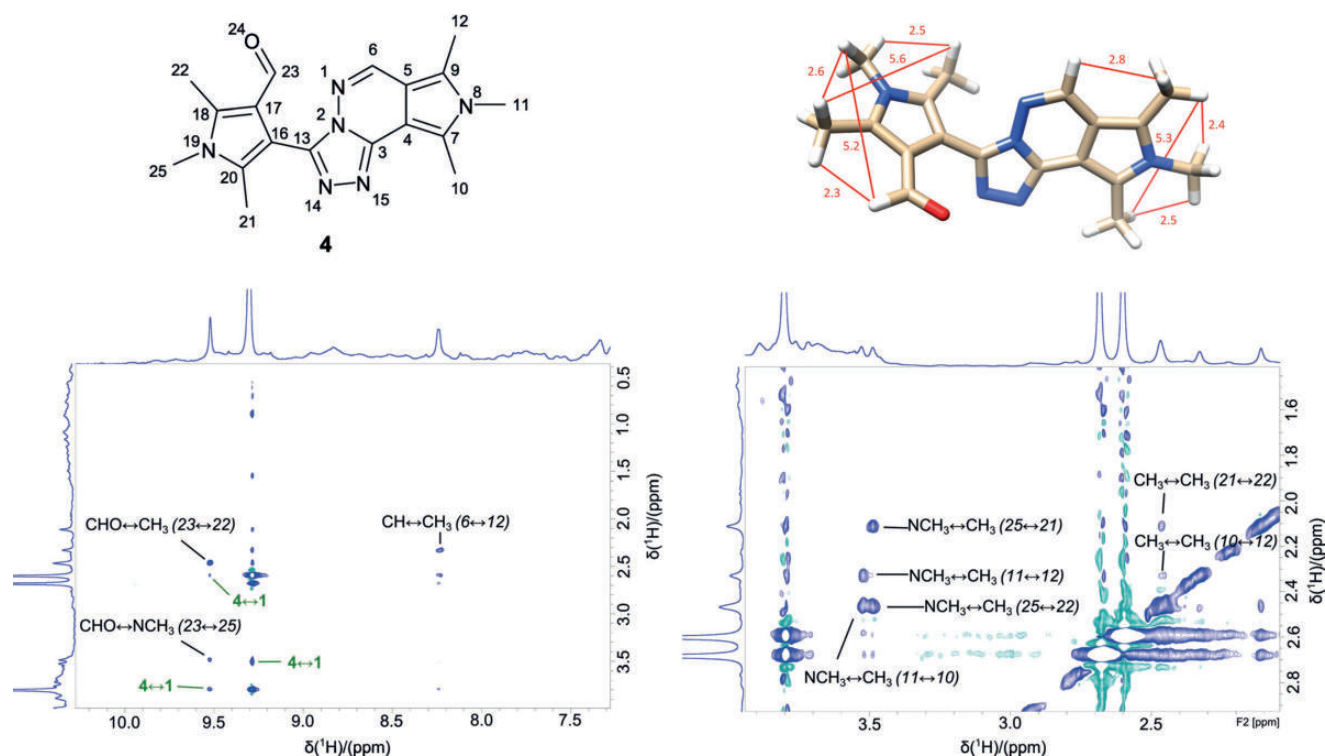 24
O
12
22
23
6
1
N
5
9
17
18
N
2
8
N
11
19
N
16
13
N
3
4
7
25
20
N
N
14
15
10
21
4
2.5
5.6
2.6
2.8
5.2
5.3
2.4
2.3
2.5
CHO↔CH₃ (23↔22)
CH↔CH₃ (6↔12)
4↔1
CHO↔NCH₃ (23↔25)
4↔1
4↔1
0.5
1.0
1.5
2.0
2.5
3.0
3.5
δ(¹H)/(ppm)
10.0
9.5
9.0
8.5
8.0
7.5
δ(¹H)/(ppm)
CH₃↔CH₃ (21↔22)
NCH₃↔CH₃ (25↔21)
CH₃↔CH₃ (10↔12)
NCH₃↔CH₃ (11↔12)
NCH₃↔CH₃ (25↔22)
NCH₃↔CH₃ (11↔10)
1.6
1.8
2.0
2.2
2.4
2.6
2.8
δ(¹H)/(ppm)
3.5
3.0
2.5
F2 [ppm]
δ(¹H)/(ppm)